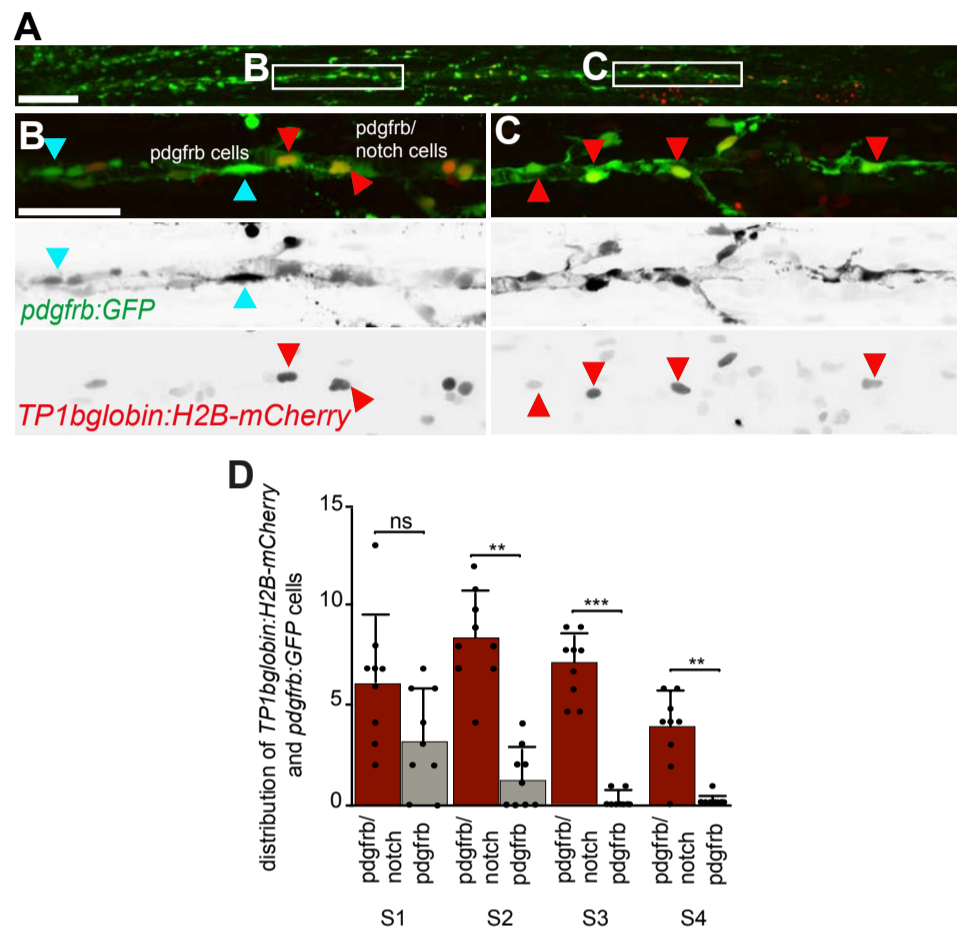 A
B
C
B
pdgfrb cells
pdgfrb/
notch cells
C
pdgfrb:GFP
TP1bglobin:H2B-mCherry
D
distribution of TP1bglobin:H2B-mCherry
and pdgfrb:GFP cells
15
10
5
0
ns
**
***
**
pdgfrb/
notch
pdgfrb
pdgfrb/
notch
pdgfrb
pdgfrb/
notch
pdgfrb
pdgfrb/
notch
pdgfrb
S1
S2
S3
S4